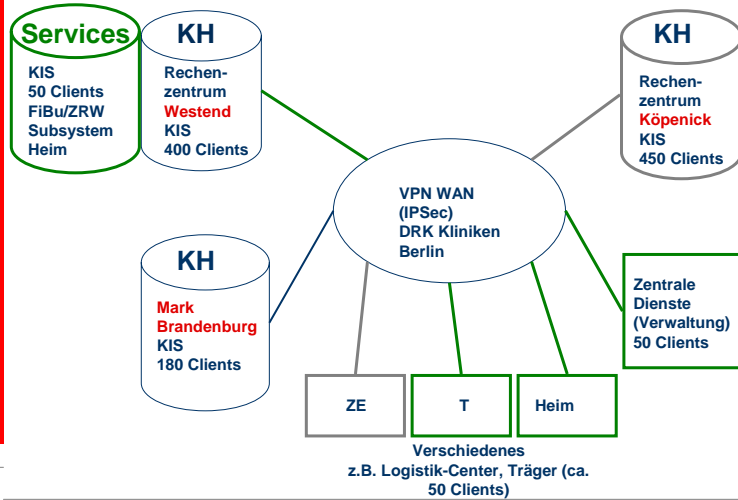 Services
KIS
50 Clients
FiBu/ZRW
Subsystem
Heim
KH
Rechen-
zentrum
Westend
KIS
400 Clients
KH
Rechen-
zentrum
Köpenick
KIS
450 Clients
VPN WAN
(IPSec)
DRK Kliniken
Berlin
KH
Mark
Brandenburg
KIS
180 Clients
Zentrale
Dienste
(Verwaltung)
50 Clients
ZE
T
Heim
Verschiedenes
z.B. Logistik-Center, Träger (ca.
50 Clients)